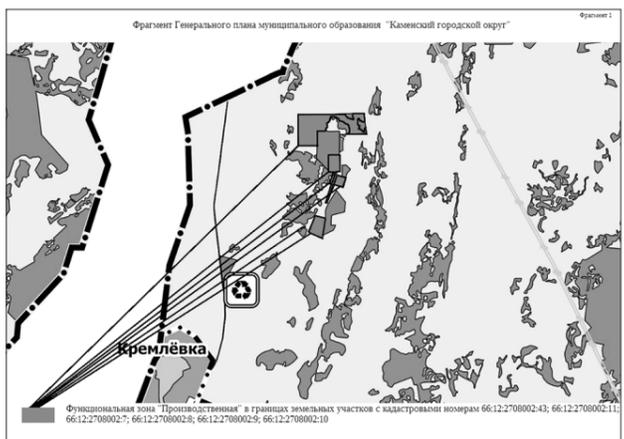 Фрагмент 1
Фрагмент Генерального плана муниципального образования "Каменский городской округ"
Кремлёвка
Функциональная зона "Производственная" в границах земельных участков с кадастровыми номерам 66:12:2708002:43; 66:12:2708002:11;
66:12:2708002:7; 66:12:2708002:8; 66:12:2708002:9; 66:12:2708002:10